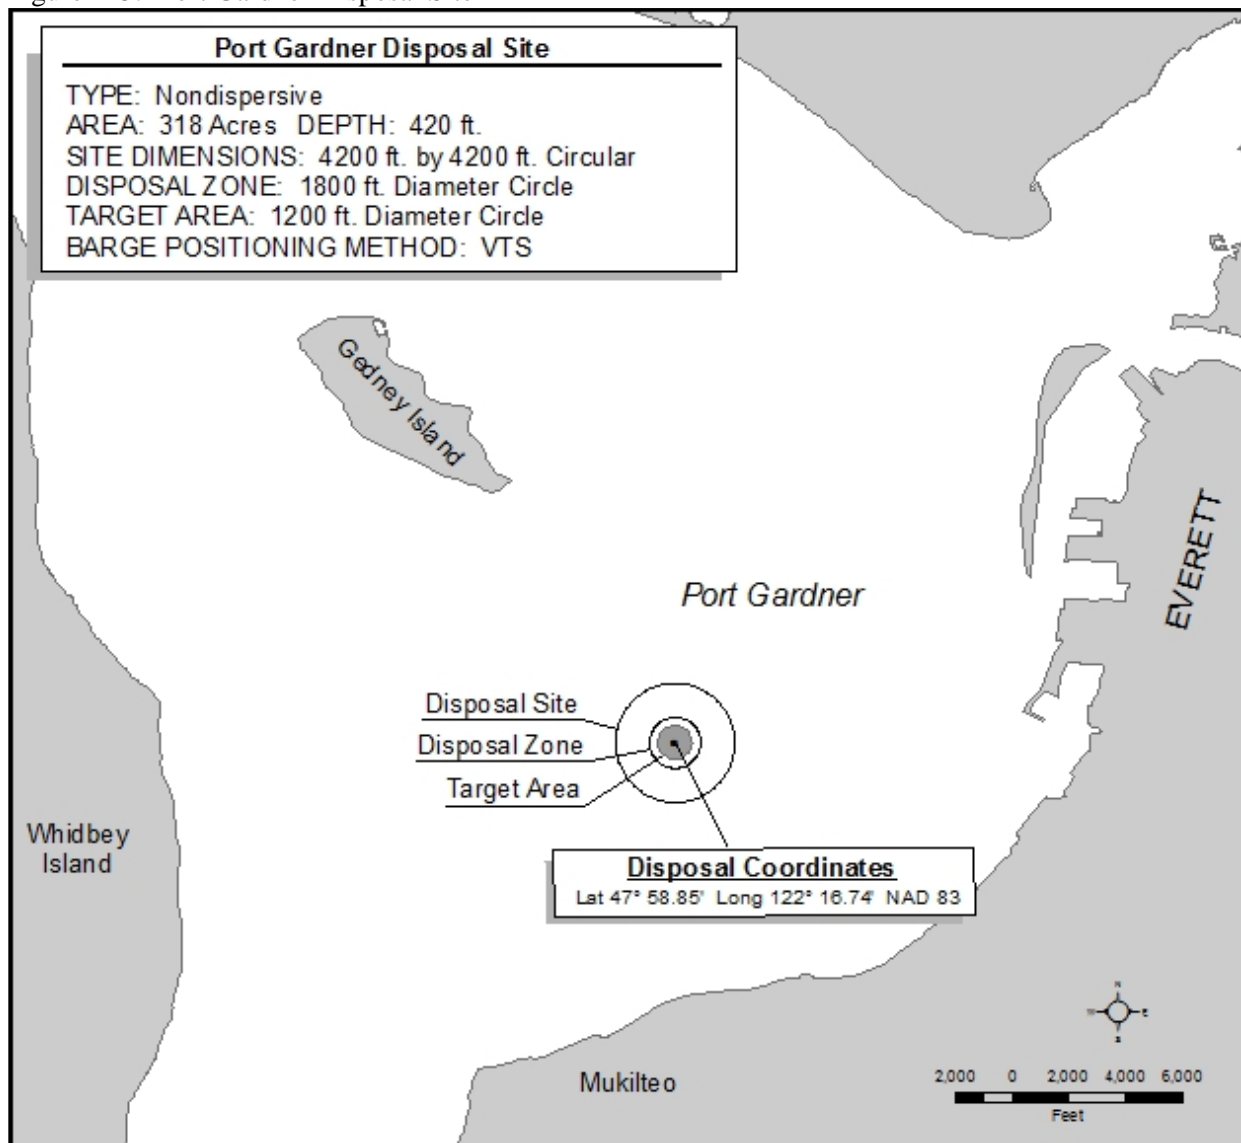 Port Gardner Disposal Site
TYPE: Nondispersive
AREA: 318 Acres DEPTH: 420 ft.
SITE DIMENSIONS: 4200 ft. by 4200 ft. Circular
DISPOSAL ZONE: 1800 ft. Diameter Circle
TARGET AREA: 1200 ft. Diameter Circle
BARGE POSITIONING METHOD: VTS
Gedney Island
EVERETT
Port Gardner
Disposal Site
Disposal Zone
Target Area
Whidbey
Island
Disposal Coordinates
Lat 47° 58.85' Long 122° 16.74' NAD 83
N
E
S
Mukilteo
2,000 0 2,000 4,000 6,000
Feet